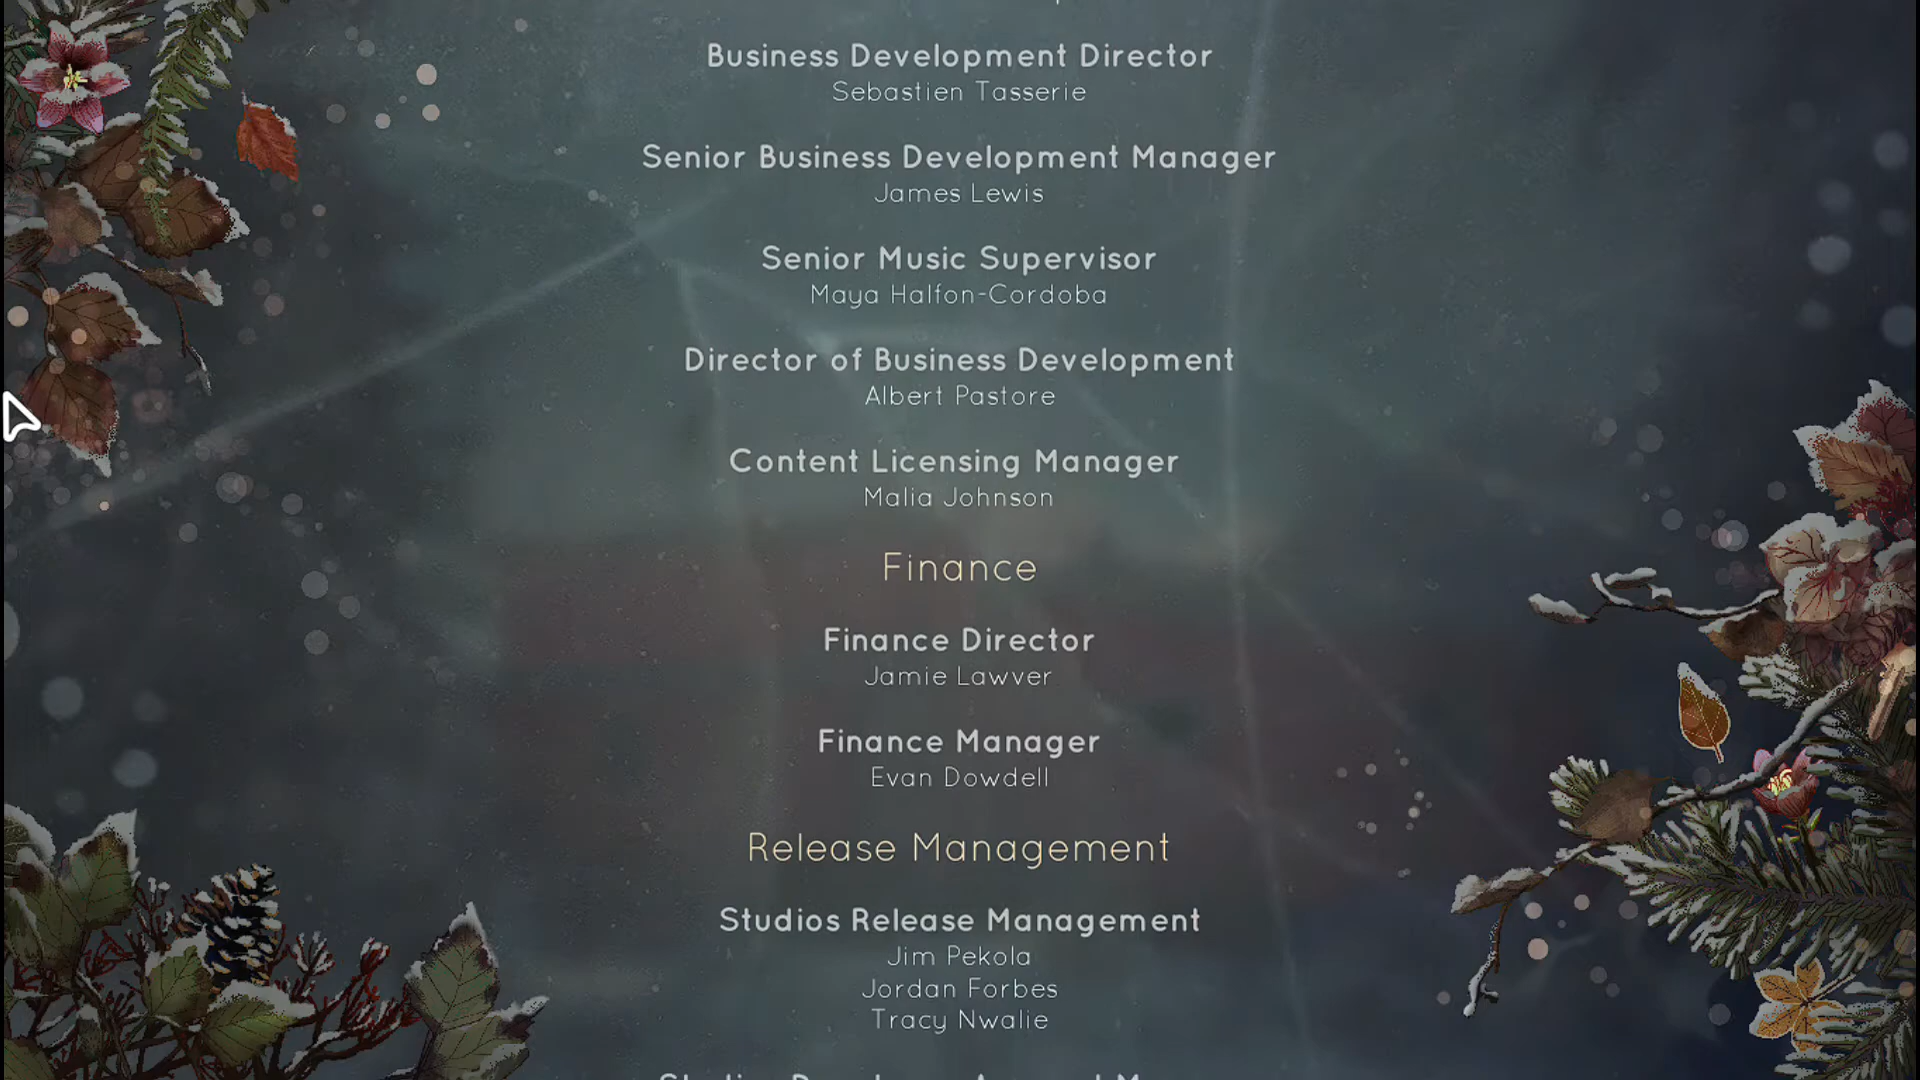 Business Development Director
Sebastien Tasserie
Senior Business Development Manager
James Lewis
Senior Music Supervisor
Maya Halfon-Cordoba
Director of Business Development
Albert Pastore
Content Licensing Manager
Malia Johnson
Finance
Finance Director
Jamie Lawver
Finance Manager
Evan Dowdell
Release Management
Studios Release Management
Jim Pekola
Jordan Forbes
Tracy Nwalie